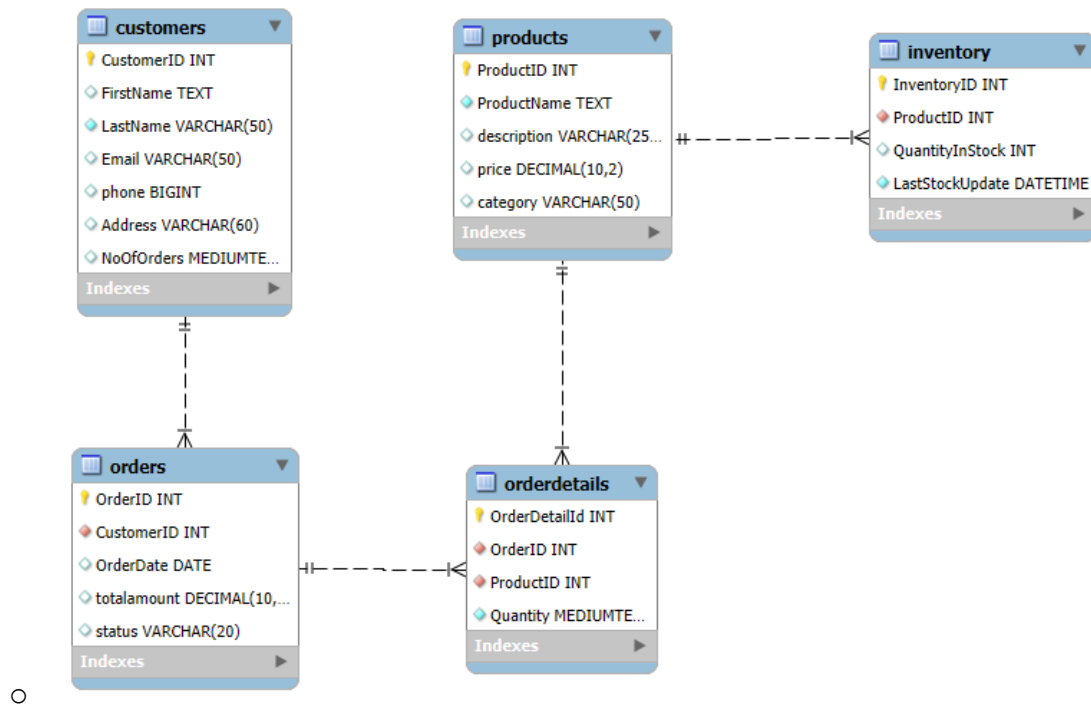 customers
CustomerID INT
FirstName TEXT
LastName VARCHAR(50)
Email VARCHAR(50)
phone BIGINT
Address VARCHAR(60)
NoOfOrders MEDIUMTE...
Indexes
products
ProductID INT
ProductName TEXT
description VARCHAR(25...
price DECIMAL(10,2)
category VARCHAR(50)
Indexes
inventory
InventoryID INT
ProductID INT
QuantityInStock INT
LastStockUpdate DATETIME
Indexes
orders
OrderID INT
CustomerID INT
OrderDate DATE
totalamount DECIMAL(10,...
status VARCHAR(20)
Indexes
orderdetails
OrderDetailId INT
OrderID INT
ProductID INT
Quantity MEDIUMTE...
Indexes